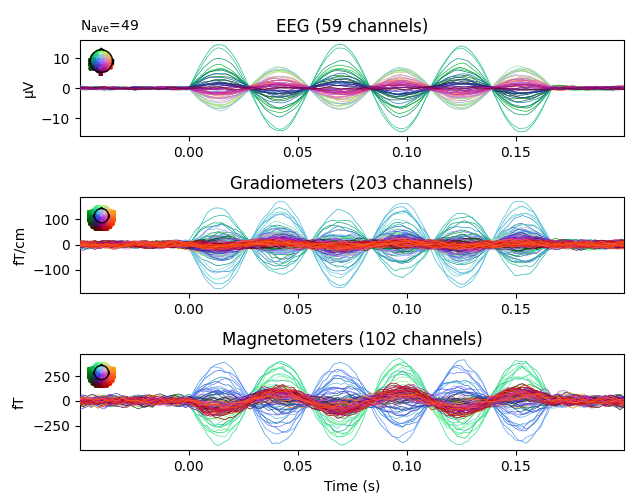 N_ave=49
EEG (59 channels)
10
0
−10
µV
0.00 0.05 0.10 0.15
Gradiometers (203 channels)
100
0
−100
fT/cm
0.00 0.05 0.10 0.15
Magnetometers (102 channels)
250
0
−250
fT
0.00 0.05 0.10 0.15
Time (s)